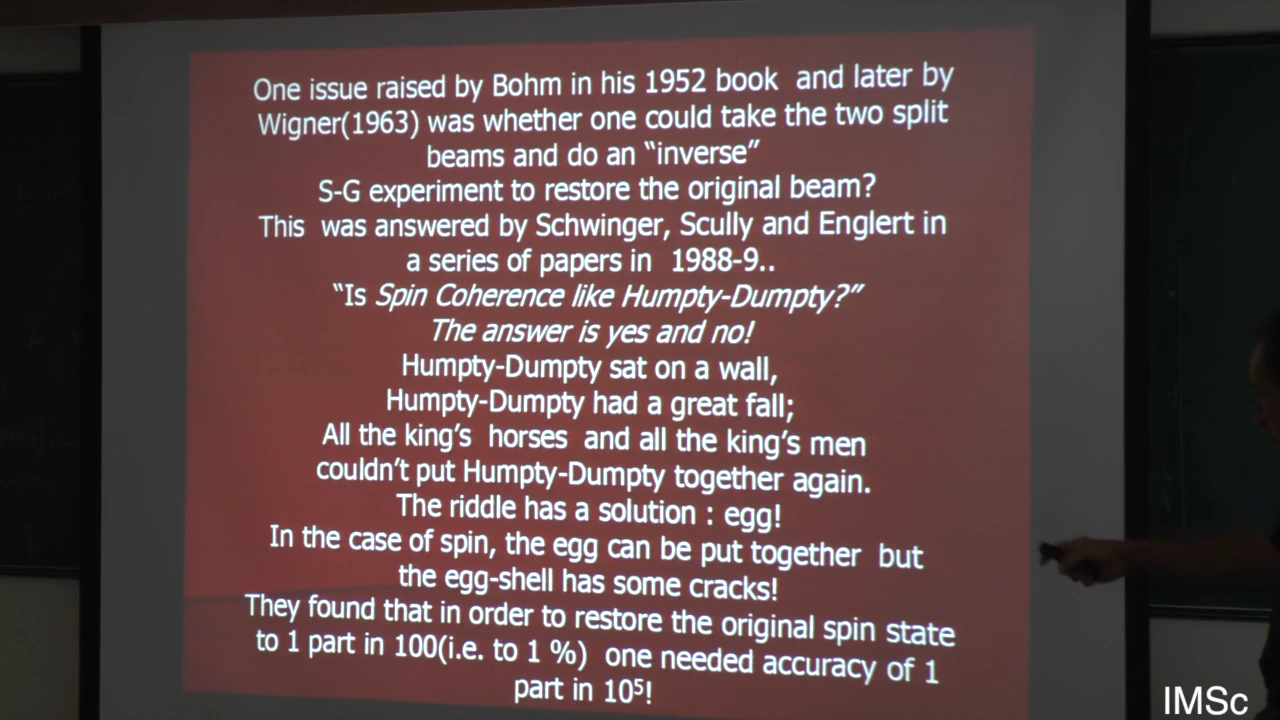 One issue raised by Bohm in his 1952 book and later by
Wigner(1963) was whether one could take the two split
beams and do an “inverse”
S-G experiment to restore the original beam?
This was answered by Schwinger, Scully and Englert in
a series of papers in 1988-9..
“Is Spin Coherence like Humpty-Dumpty?”
The answer is yes and no!
Humpty-Dumpty sat on a wall,
Humpty-Dumpty had a great fall;
All the king’s horses and all the king’s men
couldn’t put Humpty-Dumpty together again.
The riddle has a solution : egg!
In the case of spin, the egg can be put together but
the egg-shell has some cracks!
They found that in order to restore the original spin state
to 1 part in 100(i.e. to 1 %) one needed accuracy of 1
part in 10⁵!
IMSc